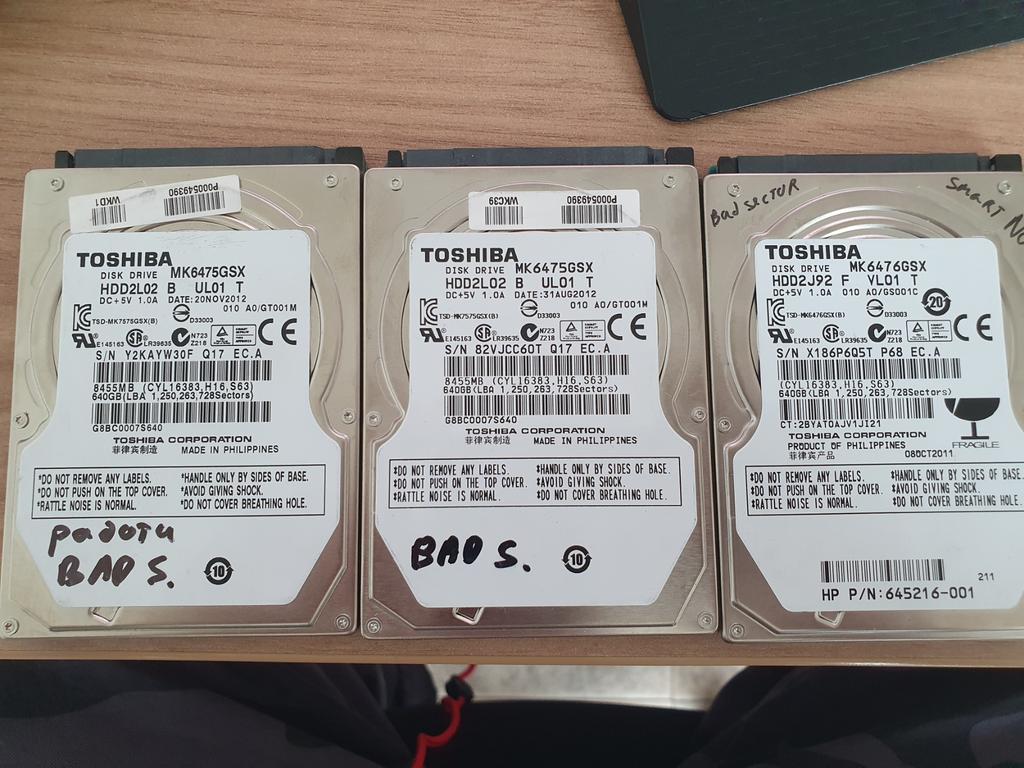 P000549390
WKD1
TOSHIBA
DISK DRIVE MK6475GSX
HDD2L02 B UL01 T
DC+5V 1.0A DATE:20NOV2012
010 A0/GT001M
TSD-MK7575GSX(B)
D33003
E145163
LR39635
N723
Z218
CE
S/N Y2KAYW30F Q17 EC.A
8455MB (CYL16383,H16,S63)
640GB(LBA 1,250,263,728Sectors)
G8BC0007S640
TOSHIBA CORPORATION
菲律宾制造 MADE IN PHILIPPINES
*DO NOT REMOVE ANY LABELS. *HANDLE ONLY BY SIDES OF BASE.
*DO NOT PUSH ON THE TOP COVER. *AVOID GIVING SHOCK.
*RATTLE NOISE IS NORMAL. *DO NOT COVER BREATHING HOLE.
padotu
BAD S.
10
P000549390
WKC39
TOSHIBA
DISK DRIVE MK6475GSX
HDD2L02 B UL01 T
DC+5V 1.0A DATE:31AUG2012
010 A0/GT001M
TSD-MK7575GSX(B)
D33003
E145163
LR39635
N723
Z218
CE
S/N 82VJCC60T Q17 EC.A
8455MB (CYL16383,H16,S63)
640GB(LBA 1,250,263,728Sectors)
G8BC0007S640
TOSHIBA CORPORATION
菲律宾制造 MADE IN PHILIPPINES
*DO NOT REMOVE ANY LABELS. *HANDLE ONLY BY SIDES OF BASE.
*DO NOT PUSH ON THE TOP COVER. *AVOID GIVING SHOCK.
*RATTLE NOISE IS NORMAL. *DO NOT COVER BREATHING HOLE.
BAD S.
10
Bad sector
SMART
TOSHIBA
DISK DRIVE MK6476GSX
HDD2J92 F YL01 T
DC+5V 1.0A 010 A0/GS001C
20
TSD-MK6476GSX(B)
D33003
E145163
LR39635
N723
Z218
CE
S/N X186P6Q5T P68 EC.A
(CYL16383,H16,S63)
640GB(LBA 1,250,263,728Sectors)
CT:2BYATOAJV1JI21
TOSHIBA CORPORATION
PRODUCT OF PHILIPPINES
菲律宾产品 08OCT2011
FRAGILE
*DO NOT REMOVE ANY LABELS. *HANDLE ONLY BY SIDES OF BASE.
*DO NOT PUSH ON THE TOP COVER. *AVOID GIVING SHOCK.
*RATTLE NOISE IS NORMAL. *DO NOT COVER BREATHING HOLE.
211
HP P/N:645216-001